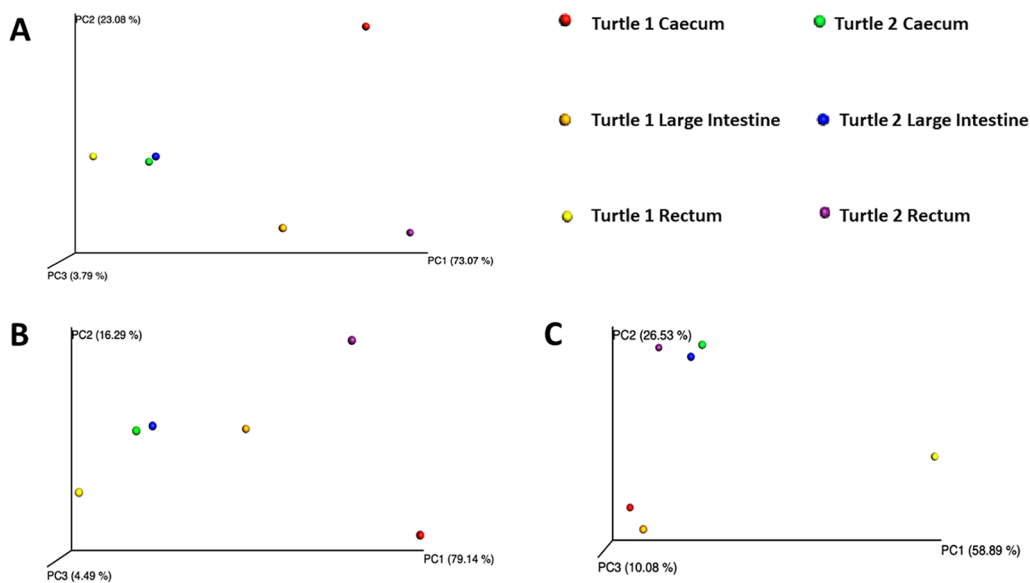 A
PC2 (23.08 %)
PC1 (73.07 %)
PC3 (3.79 %)
Turtle 1 Caecum
Turtle 2 Caecum
Turtle 1 Large Intestine
Turtle 2 Large Intestine
Turtle 1 Rectum
Turtle 2 Rectum
B
PC2 (16.29 %)
PC1 (79.14 %)
PC3 (4.49 %)
C
PC2 (26.53 %)
PC1 (58.89 %)
PC3 (10.08 %)